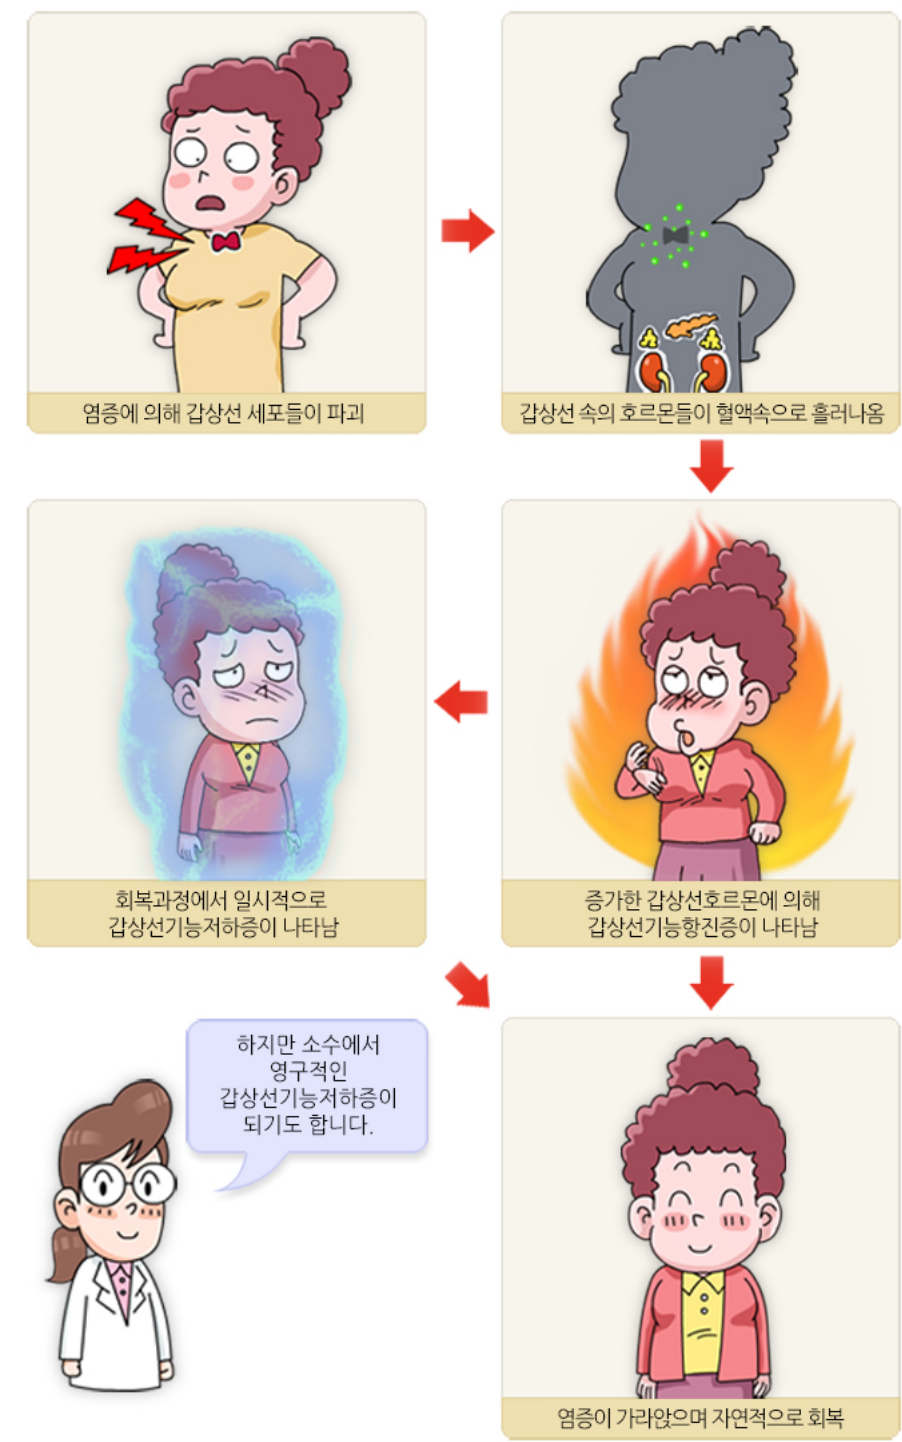 염증에 의해 갑상선 세포들이 파괴
갑상선 속의 호르몬들이 혈액속으로 흘러나옴
증가한 갑상선호르몬에 의해
갑상선기능항진증이 나타남
회복과정에서 일시적으로
갑상선기능저하증이 나타남
하지만 소수에서
영구적인
갑상선기능저하증이
되기도 합니다.
염증이 가라앉으며 자연적으로 회복